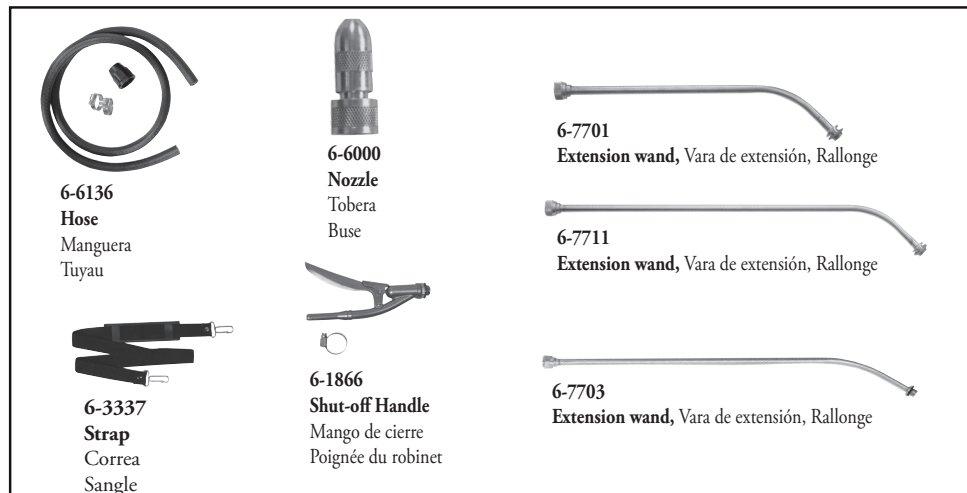 6-6136
Hose
Manguera
Tuyau
6-6000
Nozzle
Tobera
Buse
6-7701
Extension wand, Vara de extensión, Rallonge
6-7711
Extension wand, Vara de extensión, Rallonge
6-3337
Strap
Correa
Sangle
6-1866
Shut-off Handle
Mango de cierre
Poignée du robinet
6-7703
Extension wand, Vara de extensión, Rallonge